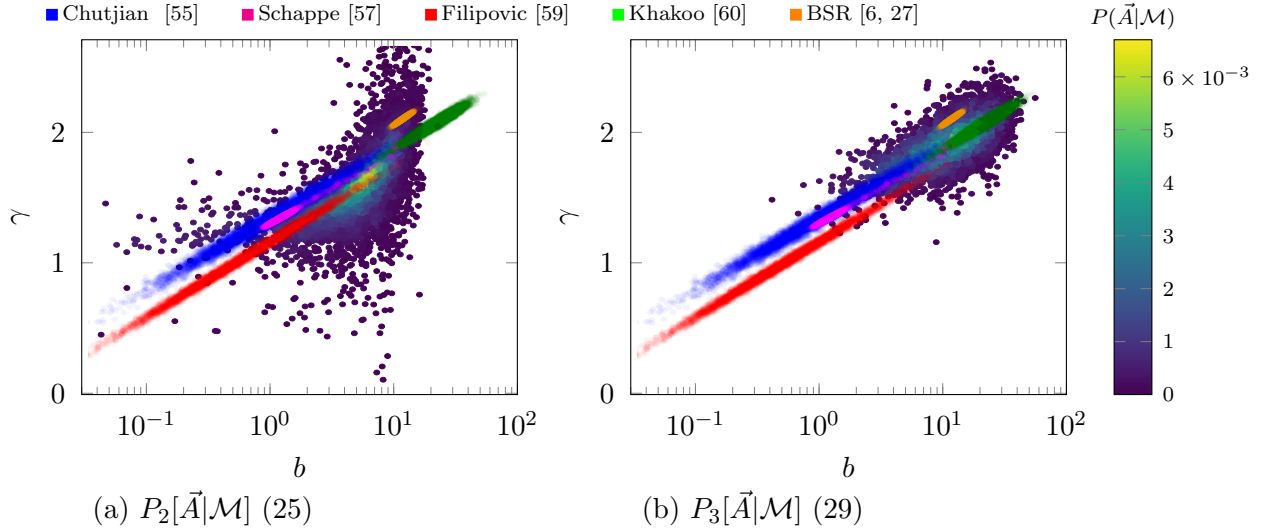 Chutjian [55] Schappe [57] Filipovic [59] Khakoo [60] BSR [6, 27] P(A⃗|ℳ)
2
1
0
γ
10⁻¹ 10⁰ 10¹ 10²
b
(a) P₂[A⃗|ℳ] (25)
2
1
0
γ
10⁻¹ 10⁰ 10¹ 10²
b
(b) P₃[A⃗|ℳ] (29)
6 × 10⁻³
5
4
3
2
1
0